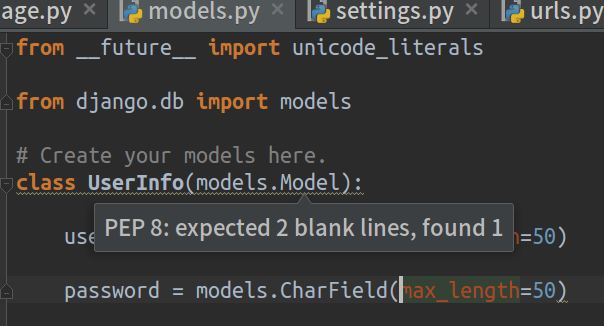 age.py × models.py × settings.py × urls.py
from __future__ import unicode_literals
from django.db import models
# Create your models here.
class UserInfo(models.Model):
PEP 8: expected 2 blank lines, found 1
use =50)
password = models.CharField(max_length=50)